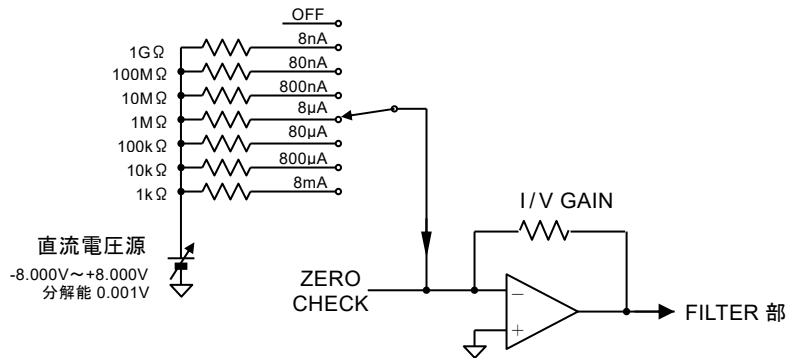 OFF
1GΩ 8nA
100MΩ 80nA
10MΩ 800nA
1MΩ 8µA
100kΩ 80µA
10kΩ 800µA
1kΩ 8mA
直流電圧源
-8.000V～+8.000V
分解能 0.001V
I/V GAIN
ZERO
CHECK
−
+
FILTER 部